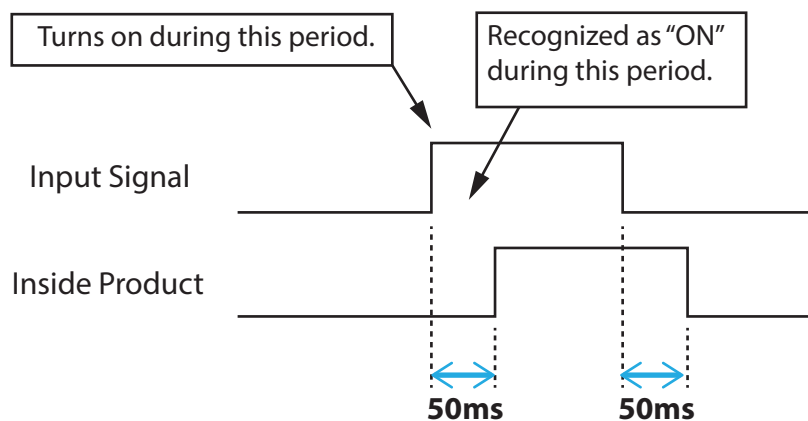 Turns on during this period.
Recognized as “ON”
during this period.
Input Signal
Inside Product
50ms
50ms